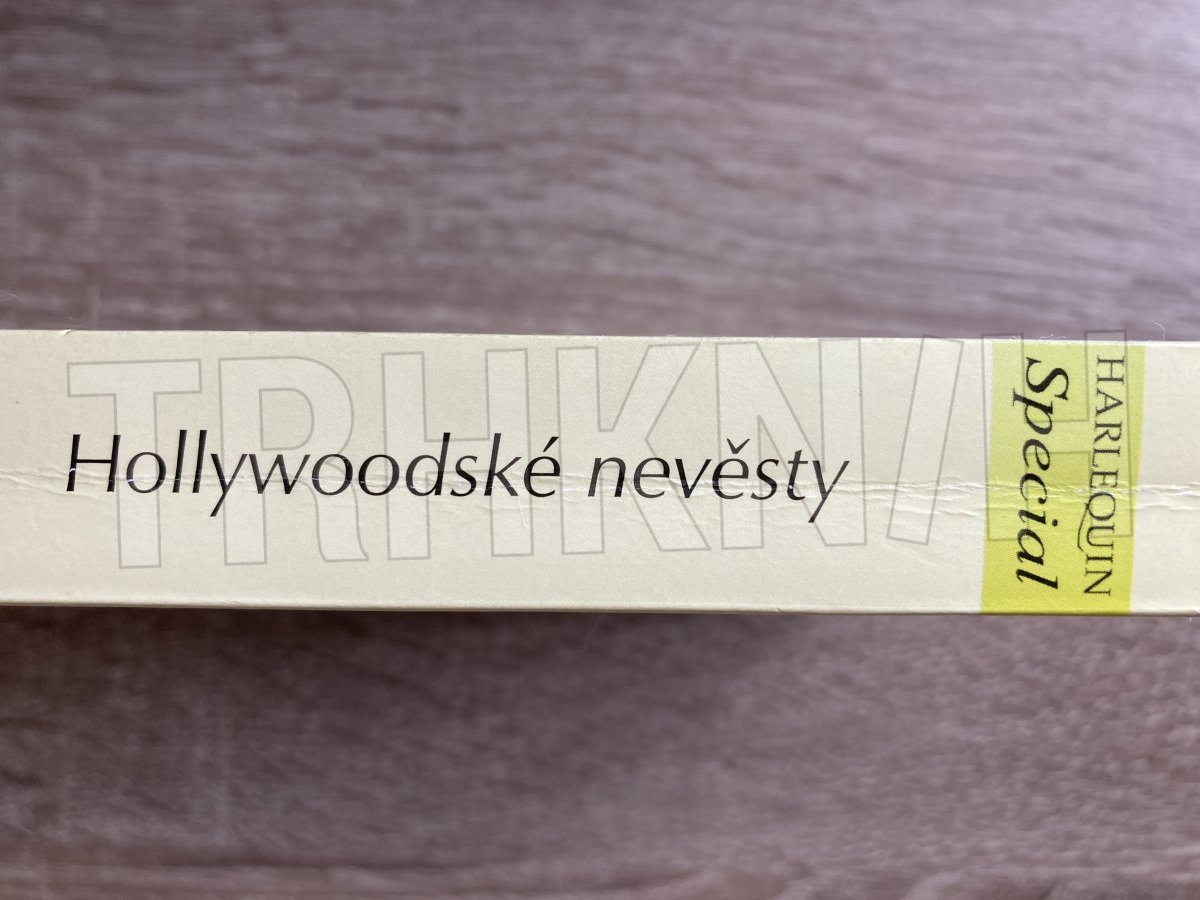 Hollywoodské nevěsty
HARLEQUIN
Special
TRHKNIH